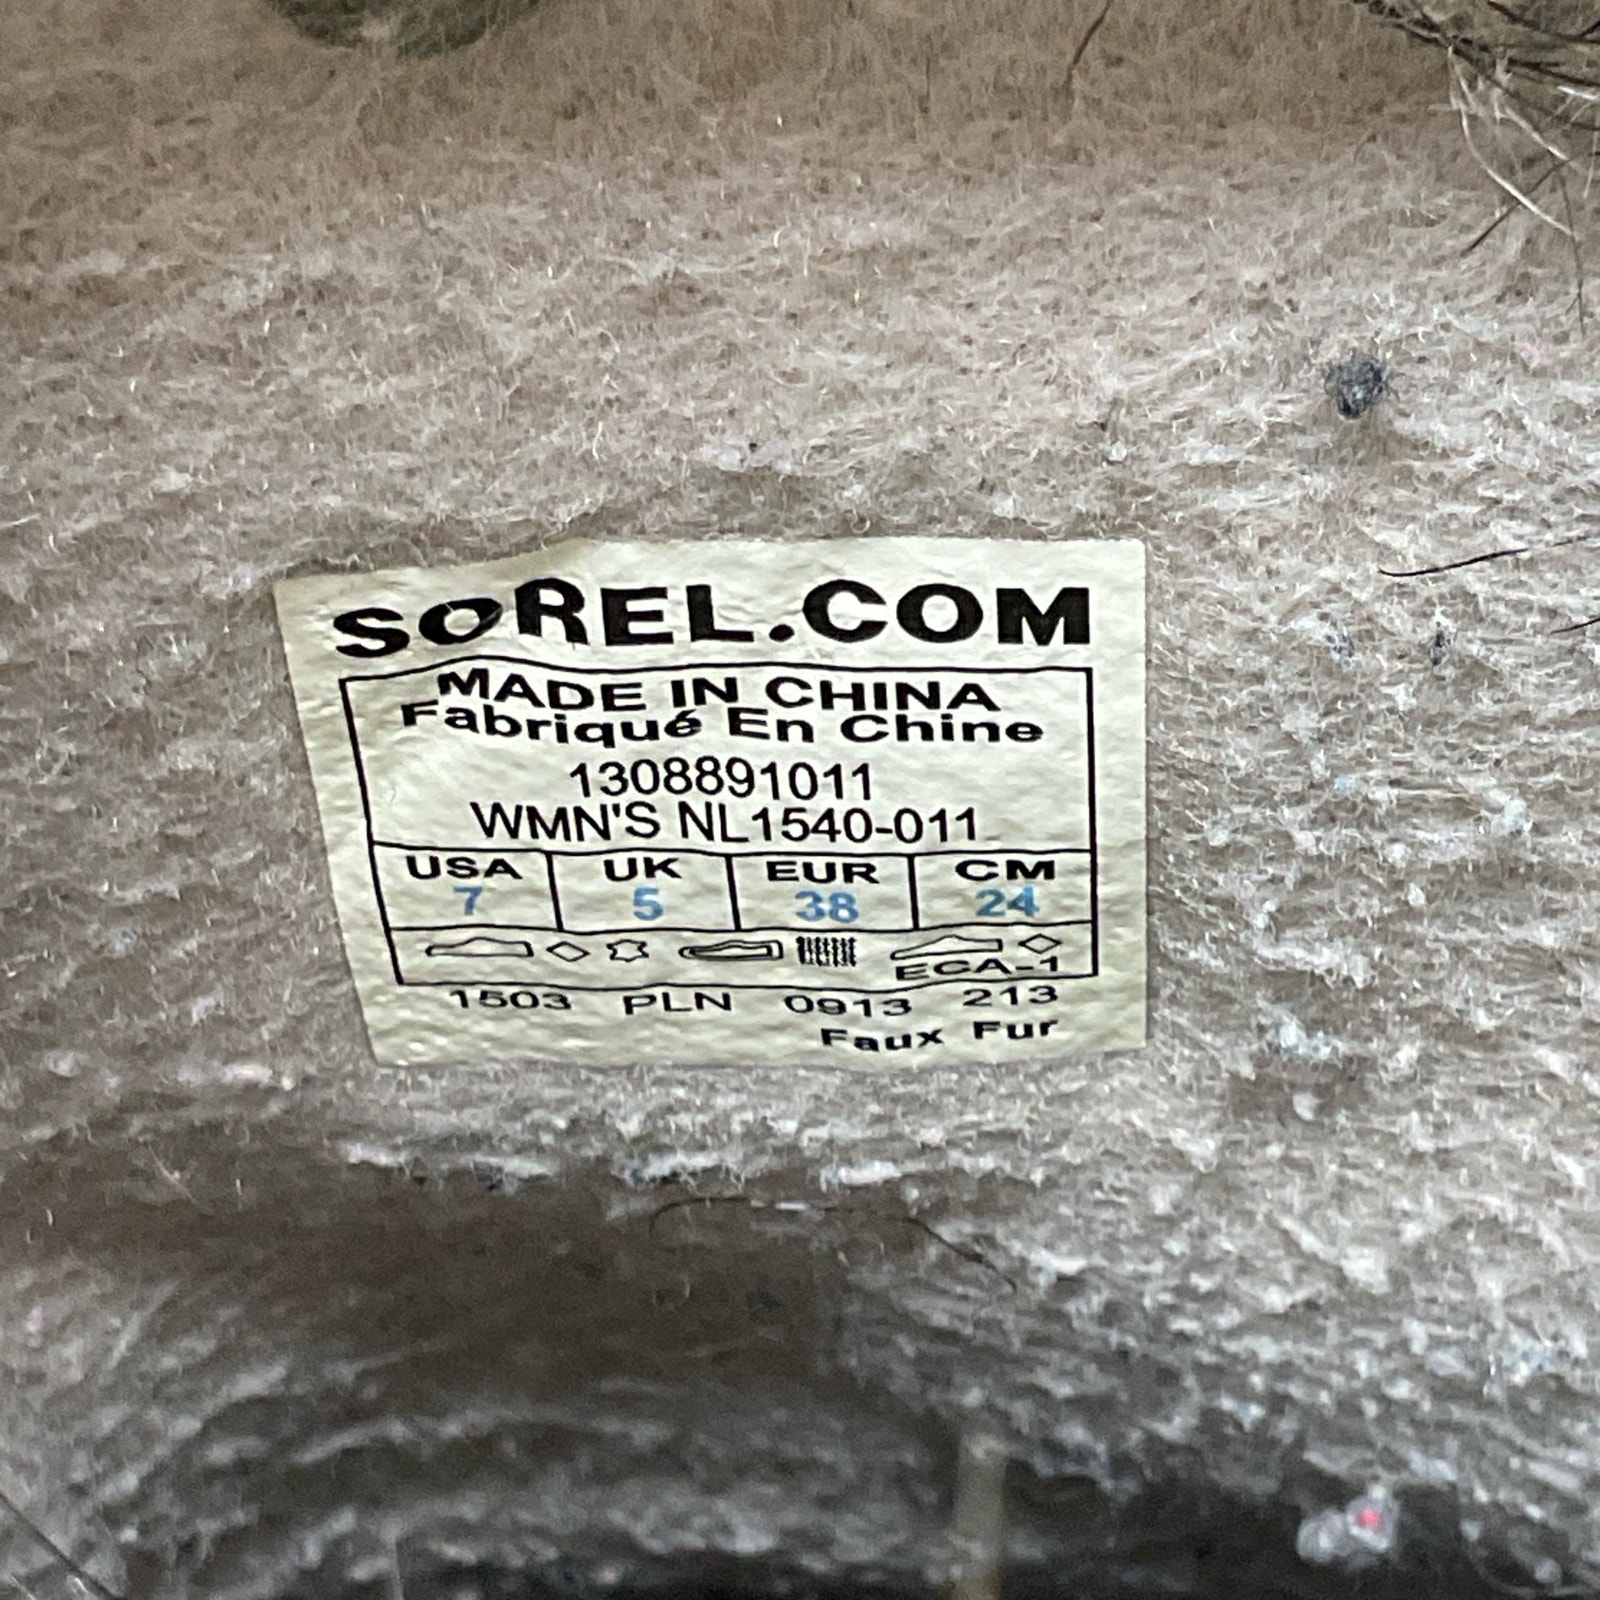 SOREL.COM
MADE IN CHINA
Fabriqué En Chine
1308891011
WMN'S NL1540-011
USA UK EUR CM
7 5 38 24
ECA-1
1503 PLN 0913 213
Faux Fur